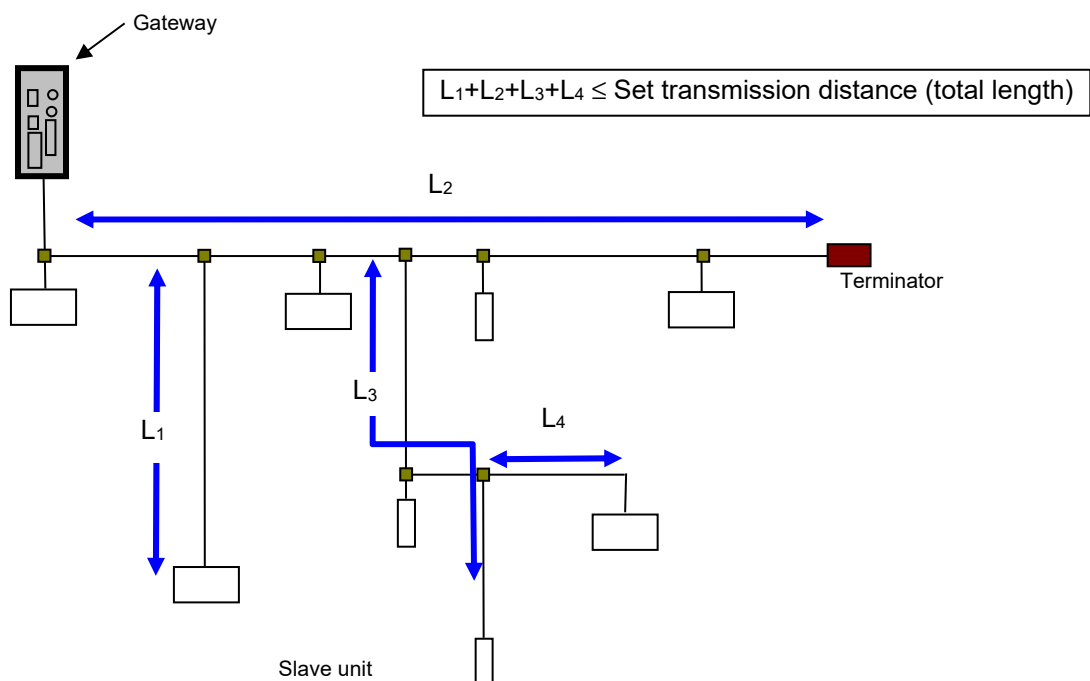 Gateway
L₁+L₂+L₃+L₄ ≤ Set transmission distance (total length)
L₂
Terminator
L₃
L₄
L₁
Slave unit